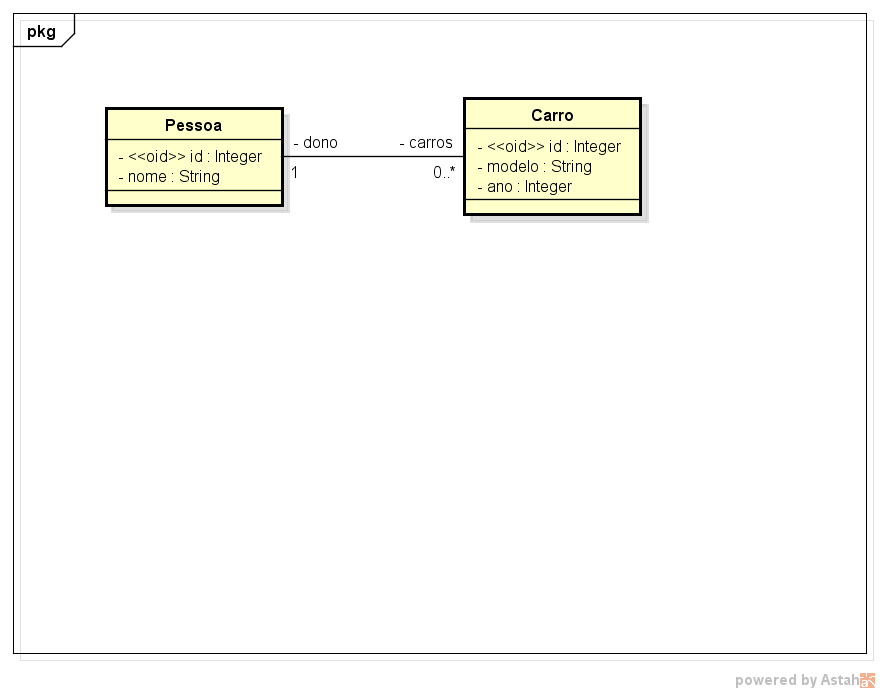 pkg
Pessoa
- <<oid>> id : Integer
- nome : String
- dono
1
- carros
0..*
Carro
- <<oid>> id : Integer
- modelo : String
- ano : Integer
powered by Astah